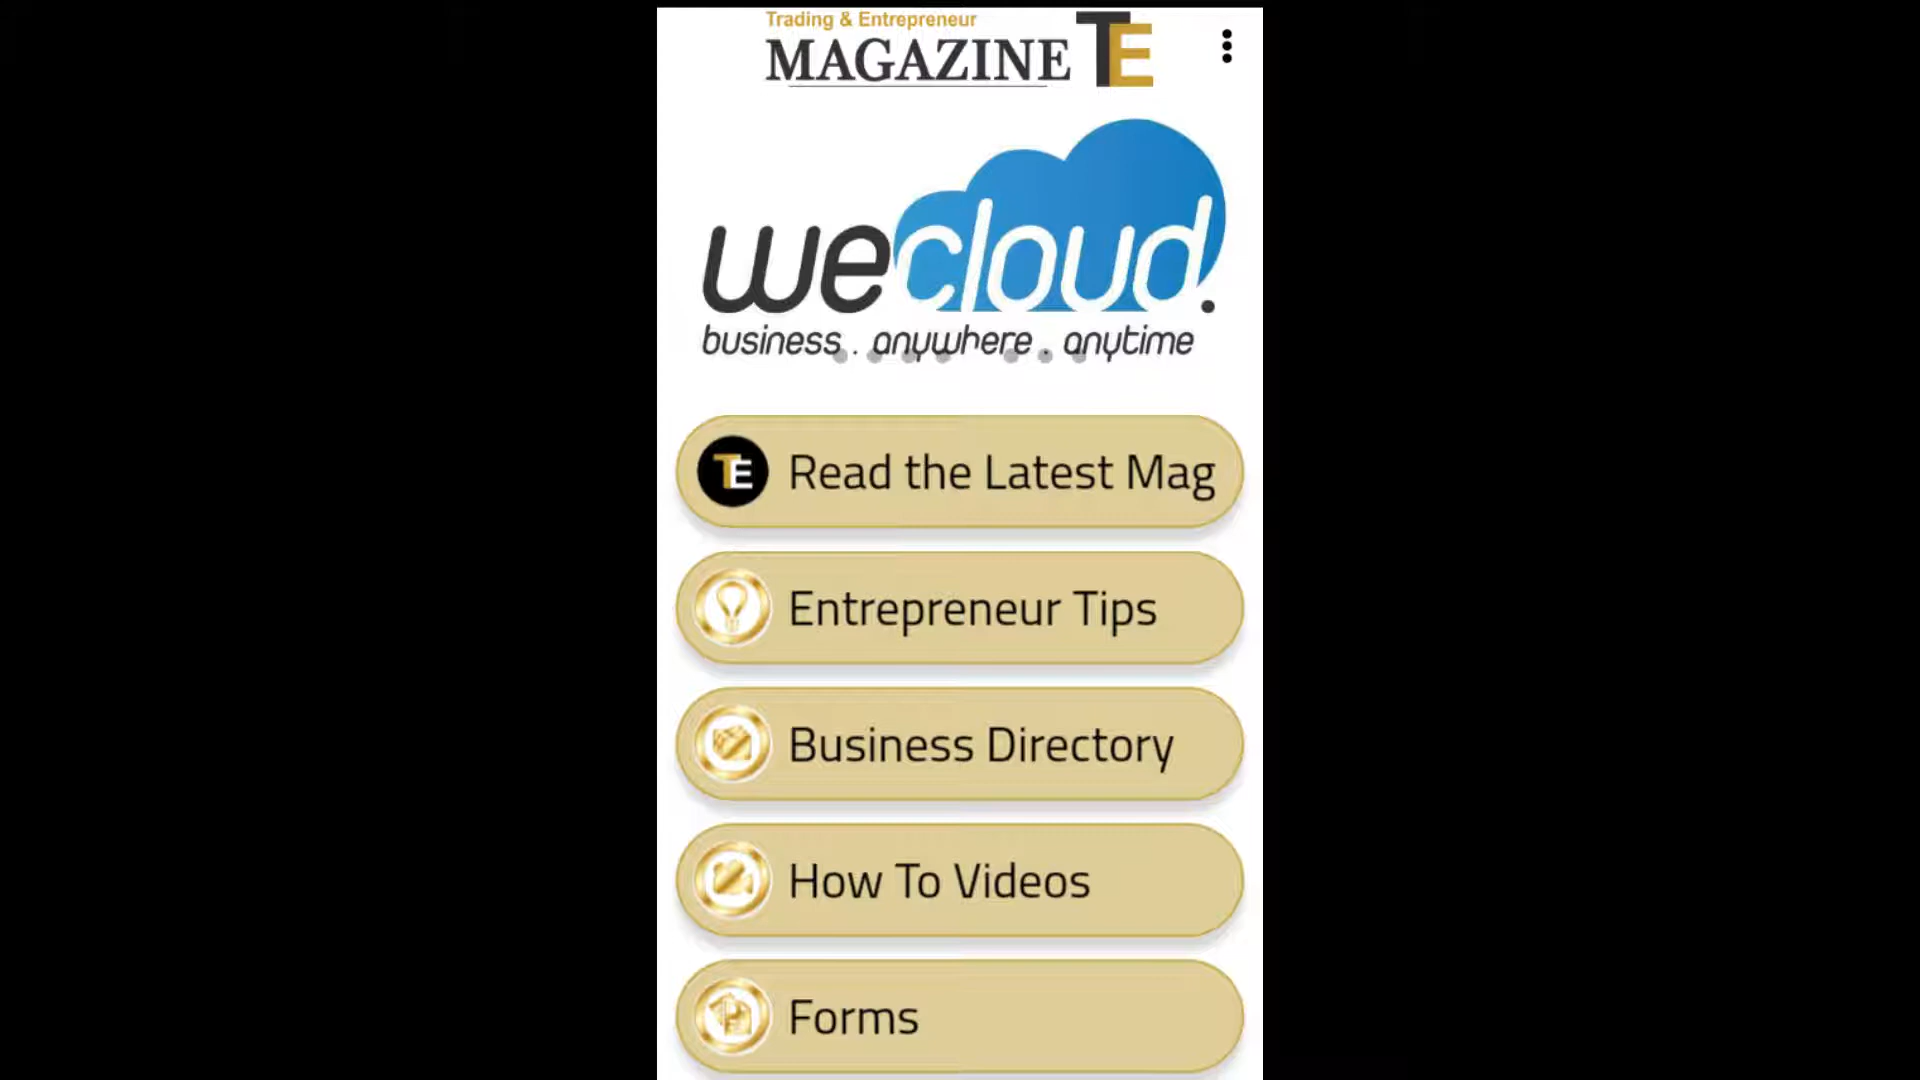 Trading & Entrepreneur
MAGAZINE TE
wecloud.
business . anywhere . anytime
TE Read the Latest Mag
Entrepreneur Tips
Business Directory
How To Videos
Forms